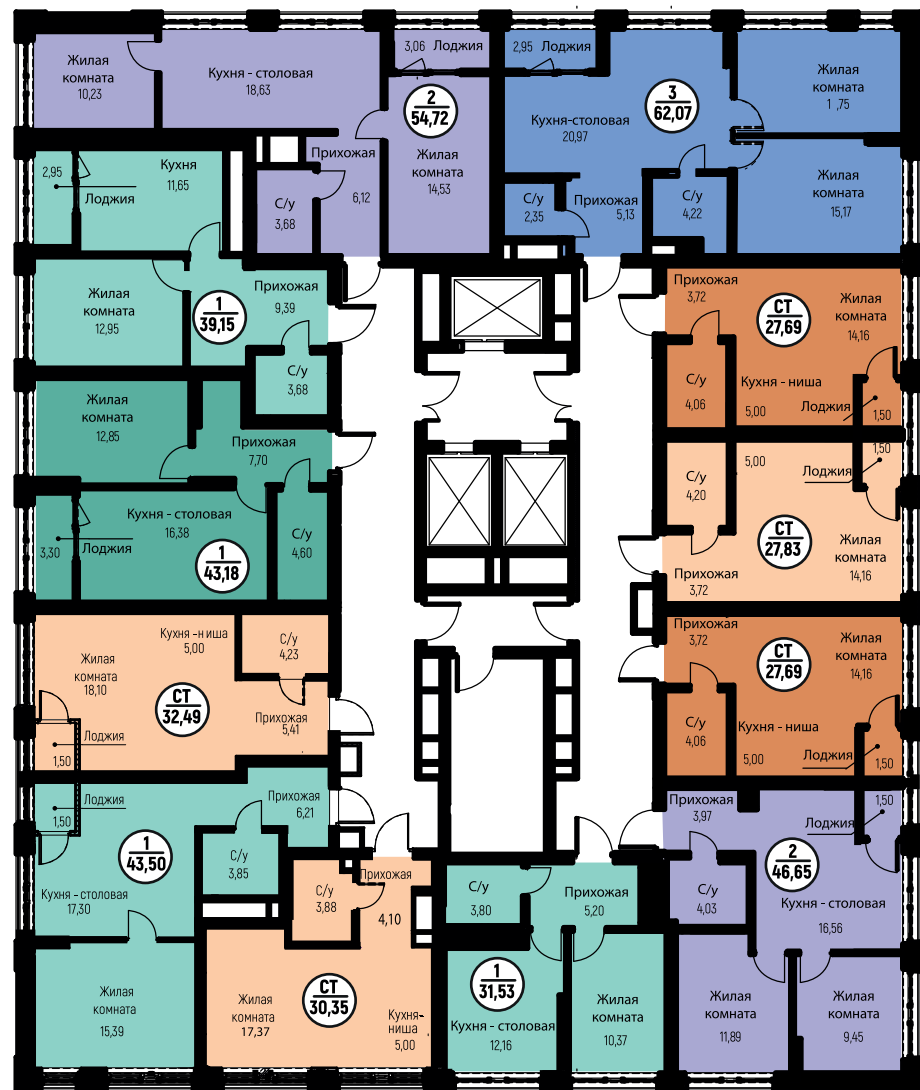 Жилая
комната
10,23
Кухня - столовая
18,63
3,06 Лоджия
2
54,72
Прихожая
6,12
Жилая
комната
14,53
С/у
3,68
2,95 Лоджия
3
62,07
Кухня-столовая
20,97
Жилая
комната
1 ,75
Жилая
комната
15,17
С/у
2,35
Прихожая
5,13
С/у
4,22
2,95
Лоджия
Кухня
11,65
Жилая
комната
12,95
1
39,15
Прихожая
9,39
С/у
3,68
Прихожая
3,72
СТ
27,69
Жилая
комната
14,16
С/у
4,06
Кухня - ниша
5,00
Лоджия
1,50
Жилая
комната
12,85
Прихожая
7,70
Кухня - столовая
16,38
3,30
Лоджия
1
43,18
С/у
4,60
С/у
4,20
5,00
Лоджия
1,50
СТ
27,83
Жилая
комната
14,16
Прихожая
3,72
Кухня -ниша
5,00
С/у
4,23
Жилая
комната
18,10
СТ
32,49
Прихожая
5,41
Лоджия
1,50
Прихожая
3,72
СТ
27,69
Жилая
комната
14,16
С/у
4,06
Кухня - ниша
5,00
Лоджия
1,50
Лоджия
1,50
Прихожая
6,21
1
43,50
С/у
3,85
Кухня - столовая
17,30
Жилая
комната
15,39
Прихожая
4,10
С/у
3,88
СТ
30,35
Жилая
комната
17,37
Кухня-
ниша
5,00
С/у
3,80
Прихожая
5,20
1
31,53
Кухня - столовая
12,16
Жилая
комната
10,37
Прихожая
3,97
1,50
Лоджия
2
46,65
С/у
4,03
Кухня - столовая
16,56
Жилая
комната
11,89
Жилая
комната
9,45